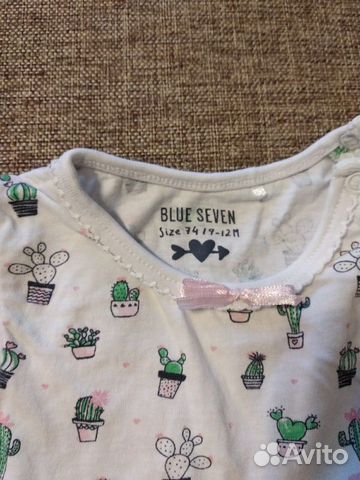 BLUE SEVEN
Size 74 / 9-12M
Avito